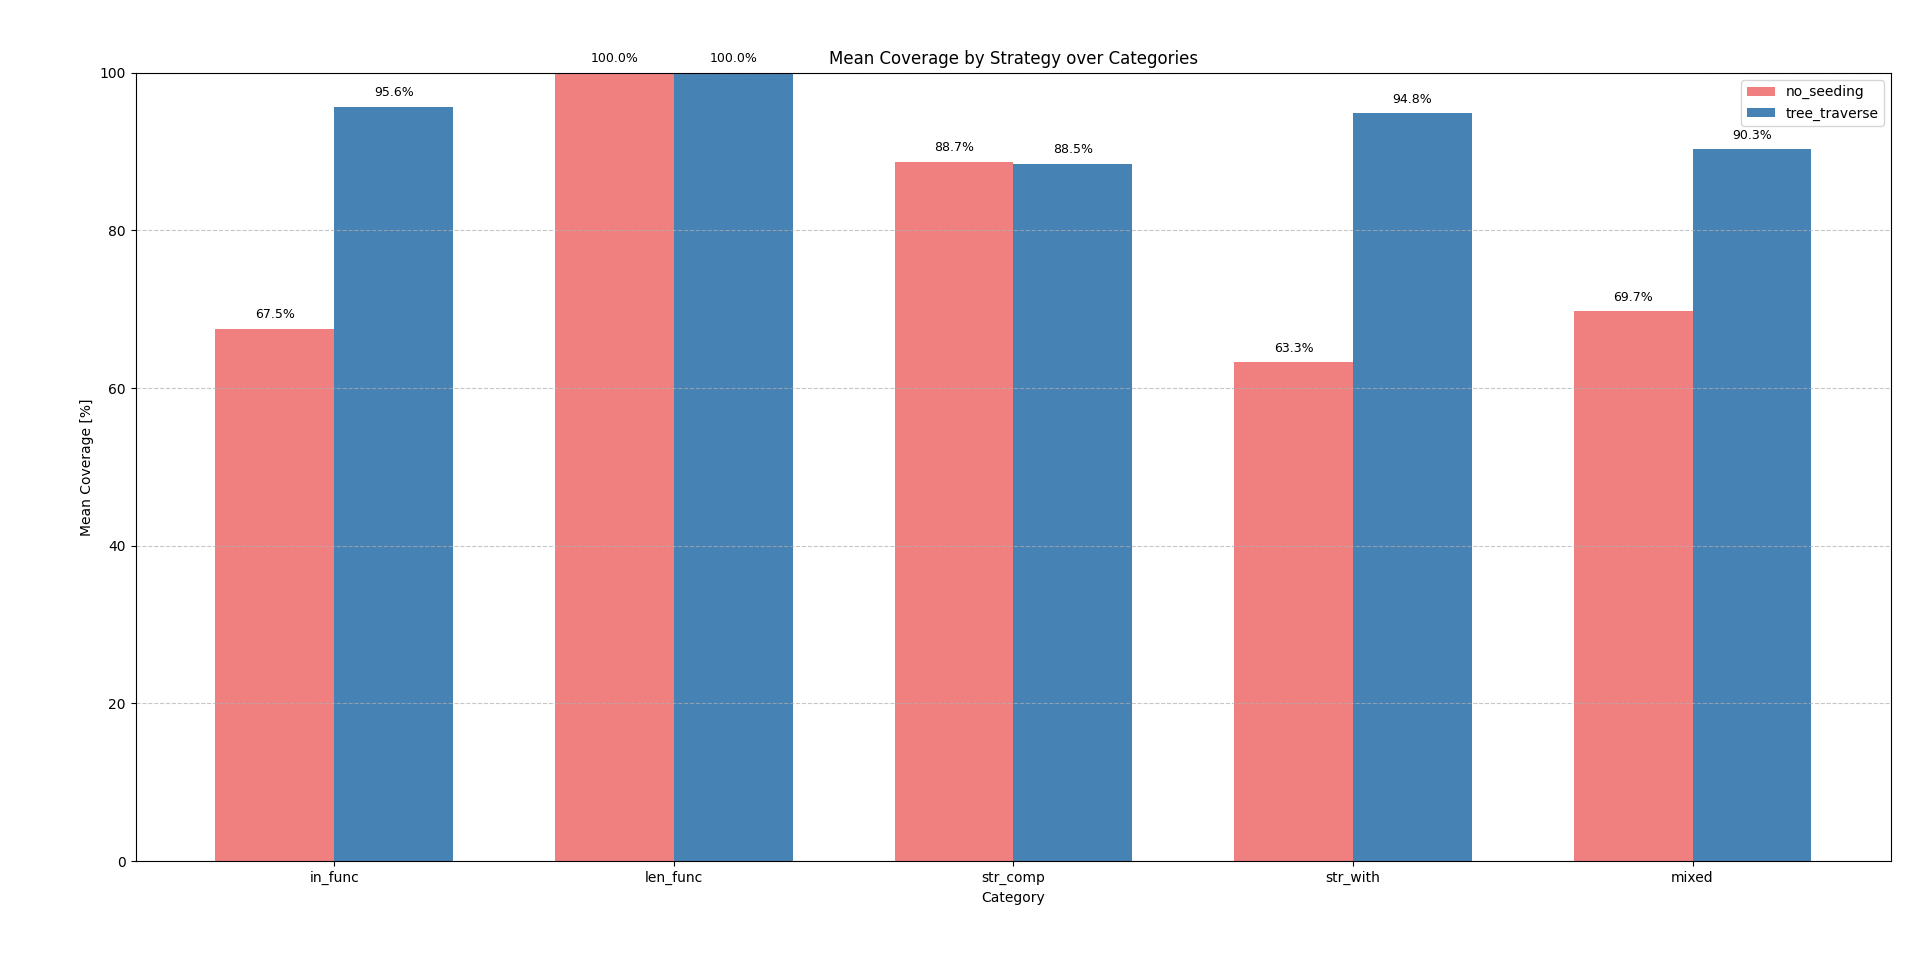 Mean Coverage by Strategy over Categories
no_seeding
tree_traverse
Mean Coverage [%]
100
80
60
40
20
0
67.5%
95.6%
100.0%
100.0%
88.7%
88.5%
63.3%
94.8%
69.7%
90.3%
in_func
len_func
str_comp
str_with
mixed
Category